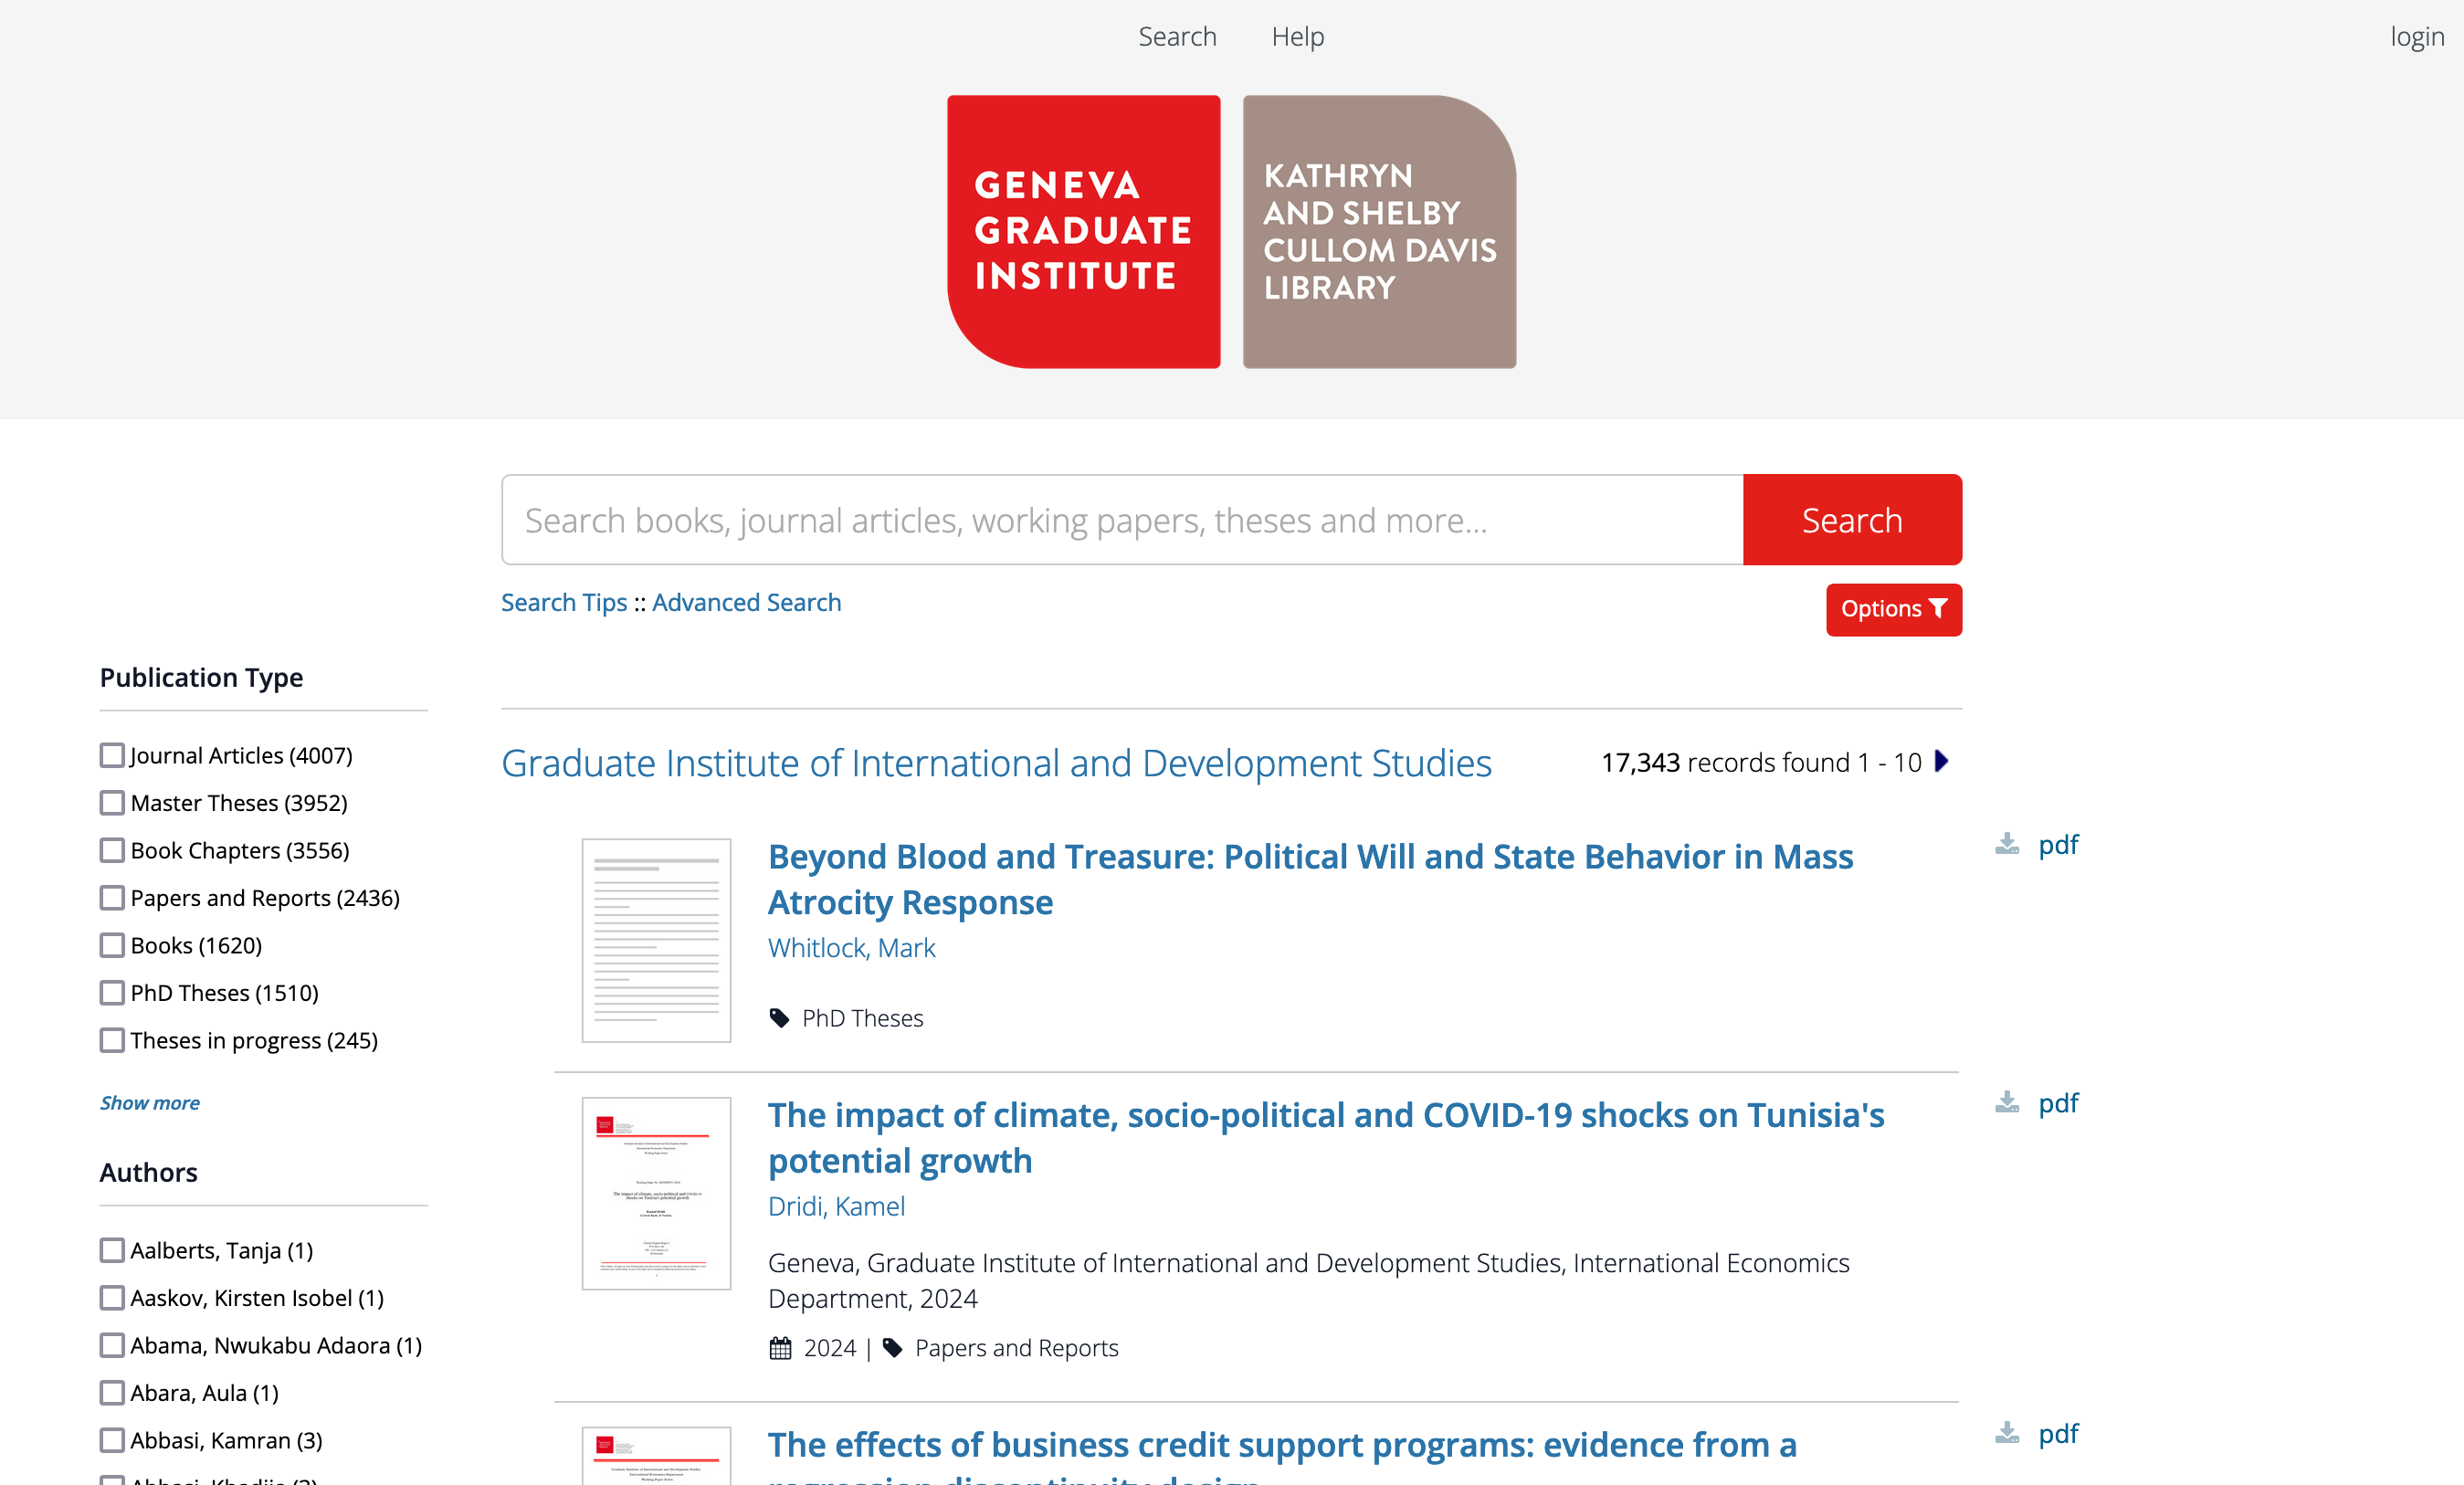 Search
Help
login
GENEVA
GRADUATE
INSTITUTE
KATHRYN
AND SHELBY
CULLOM DAVIS
LIBRARY
Search books, journal articles, working papers, theses and more...
Search
Search Tips :: Advanced Search
Options
Publication Type
Journal Articles (4007)
Master Theses (3952)
Book Chapters (3556)
Papers and Reports (2436)
Books (1620)
PhD Theses (1510)
Theses in progress (245)
Show more
Authors
Aalberts, Tanja (1)
Aaskov, Kirsten Isobel (1)
Abama, Nwukabu Adaora (1)
Abara, Aula (1)
Abbasi, Kamran (3)
Graduate Institute of International and Development Studies
17,343 records found 1 - 10
Beyond Blood and Treasure: Political Will and State Behavior in Mass
Atrocity Response
Whitlock, Mark
PhD Theses
pdf
The impact of climate, socio-political and COVID-19 shocks on Tunisia's
potential growth
Dridi, Kamel
Geneva, Graduate Institute of International and Development Studies, International Economics
Department, 2024
2024 | Papers and Reports
pdf
The effects of business credit support programs: evidence from a
regression discontinuity design
pdf